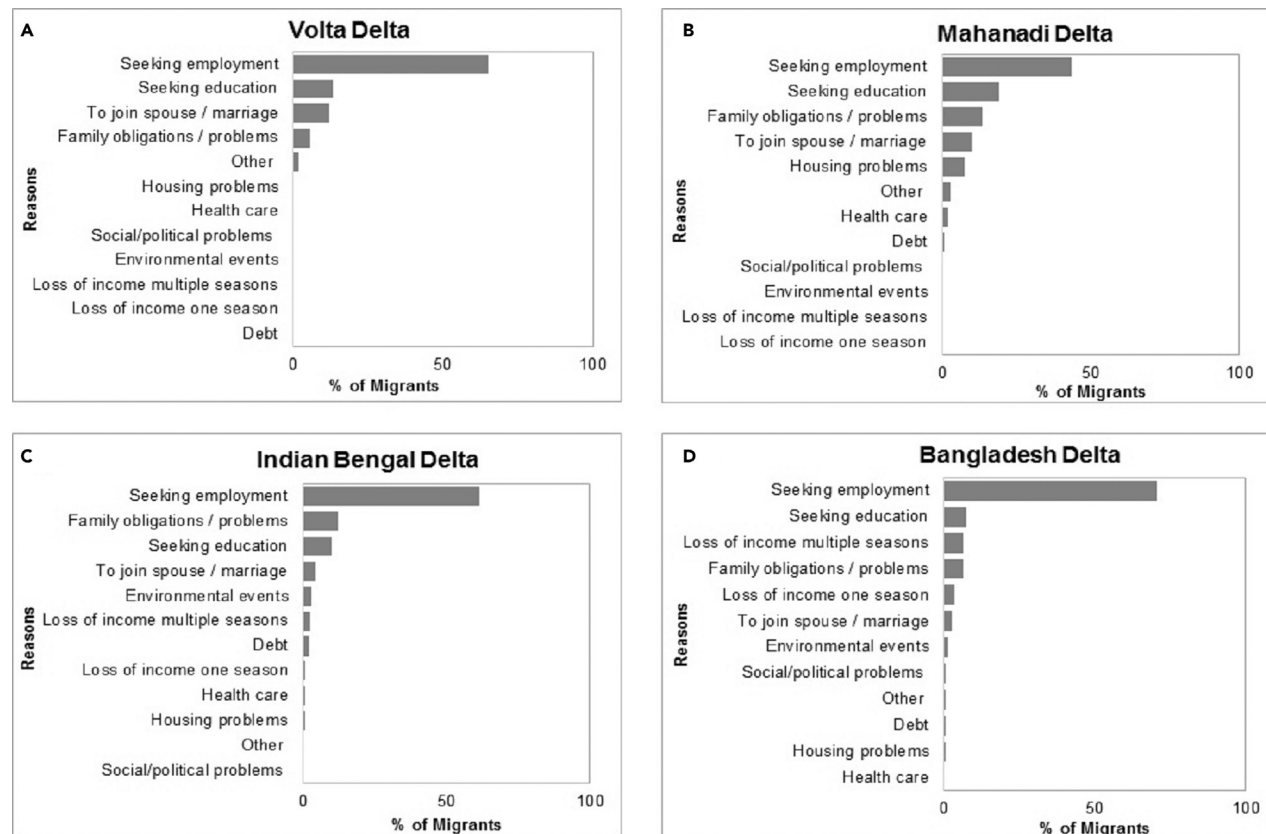 A
Volta Delta
Seeking employment
Seeking education
To join spouse / marriage
Family obligations / problems
Other
Housing problems
Health care
Social/political problems
Environmental events
Loss of income multiple seasons
Loss of income one season
Debt
Reasons
0 50 100
% of Migrants
B
Mahanadi Delta
Seeking employment
Seeking education
Family obligations / problems
To join spouse / marriage
Housing problems
Other
Health care
Debt
Social/political problems
Environmental events
Loss of income multiple seasons
Loss of income one season
Reasons
0 50 100
% of Migrants
C
Indian Bengal Delta
Seeking employment
Family obligations / problems
Seeking education
To join spouse / marriage
Environmental events
Loss of income multiple seasons
Debt
Loss of income one season
Health care
Housing problems
Other
Social/political problems
Reasons
0 50 100
% of Migrants
D
Bangladesh Delta
Seeking employment
Seeking education
Loss of income multiple seasons
Family obligations / problems
Loss of income one season
To join spouse / marriage
Environmental events
Social/political problems
Other
Debt
Housing problems
Health care
Reasons
0 50 100
% of Migrants